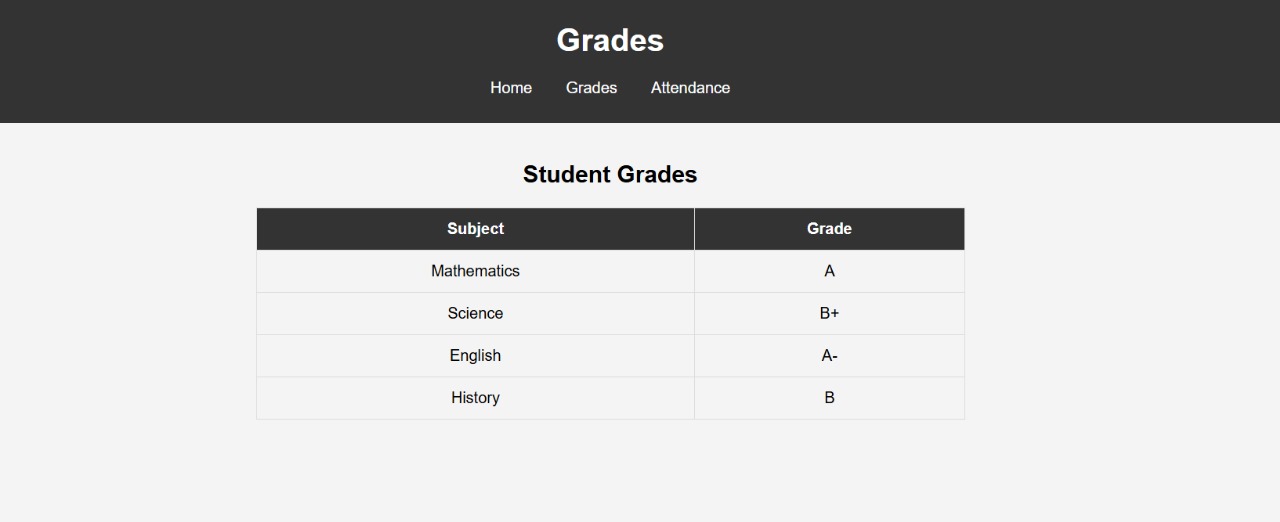 Grades
Home Grades Attendance
Student Grades
Subject Grade
Mathematics A
Science B+
English A-
History B